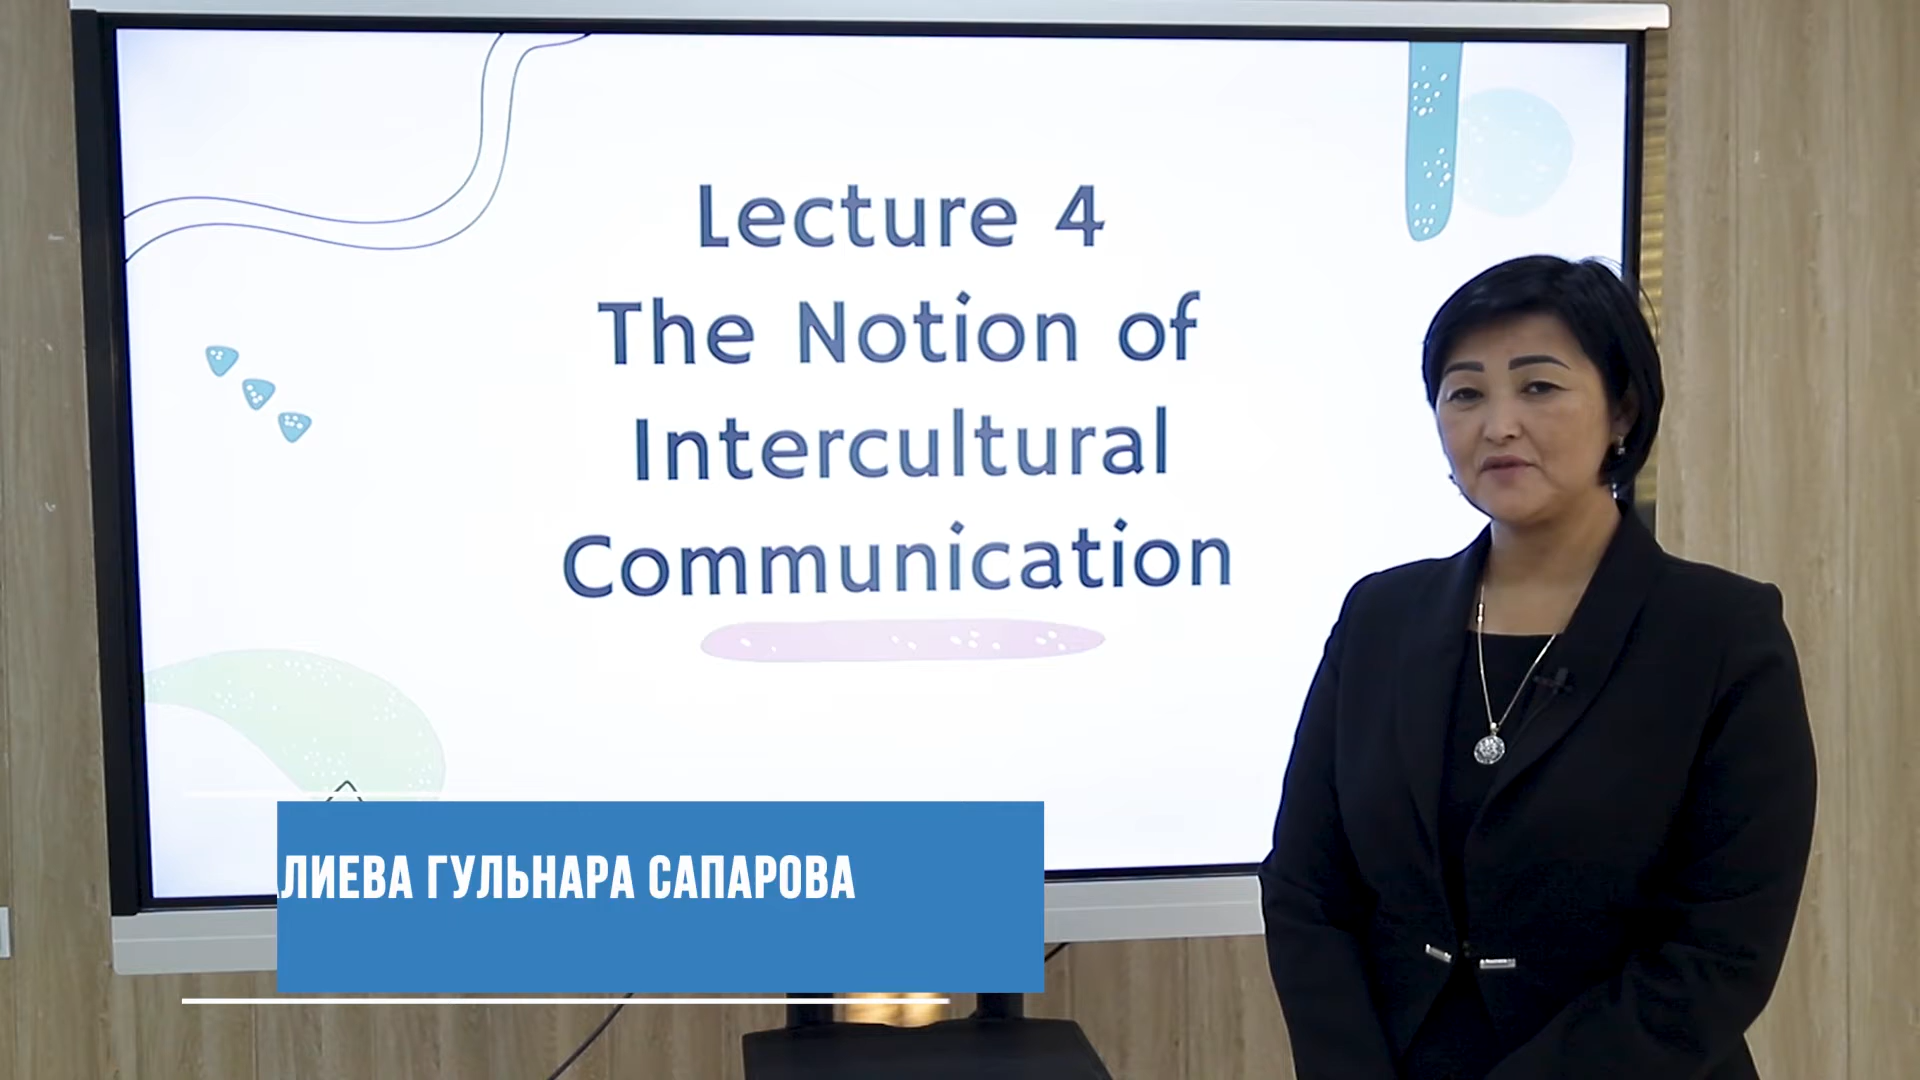 Lecture 4
The Notion of
Intercultural
Communication
ЛИЕВА ГУЛЬНАРА САПАРОВА